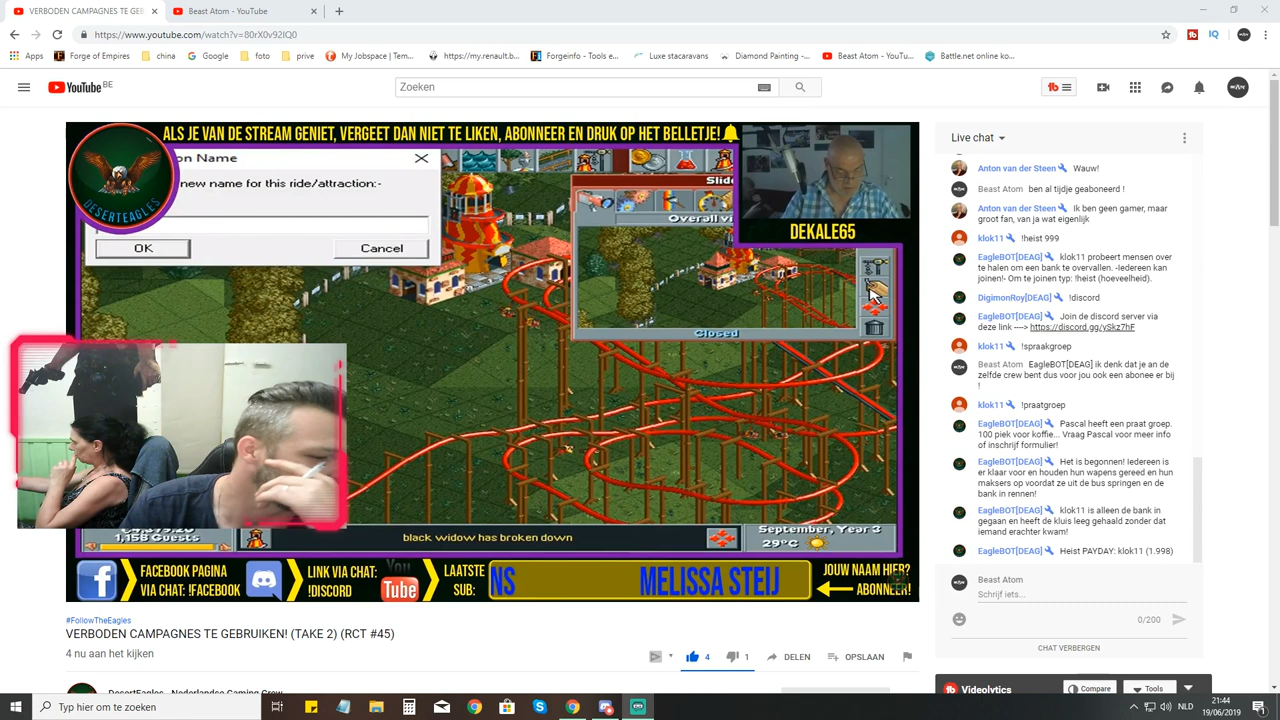 VERBODEN CAMPAGNES TE GEB
Beast Atom - YouTube
https://www.youtube.com/watch?v=80rX0v92IQ0
Apps
Forge of Empires
china
Google
foto
prive
My Jobspace | Tem...
https://my.renault.b...
Forgeinfo - Tools e...
Luxe stacaravans
Diamond Painting -...
Beast Atom - YouTu...
Battle.net online ko...
YouTube BE
Zoeken
ALS JE VAN DE STREAM GENIET, VERGEET DAN NIET TE LIKEN, ABONNEER EN DRUK OP HET BELLETJE!
on Name
new name for this ride/attraction:-
OK
Cancel
DESERTEAGLES
Slide
Overall vi
Closed
DEKALE65
1,158 Guests
black widow has broken down
September, Year 3
29°C
FACEBOOK PAGINA
VIA CHAT: !FACEBOOK
LINK VIA CHAT:
!DISCORD
You
Tube
LAATSTE
SUB:
NS
MELISSA STEIJ
JOUW NAAM HIER?
ABONNEER!
#FollowTheEagles
VERBODEN CAMPAGNES TE GEBRUIKEN! (TAKE 2) (RCT #45)
4 nu aan het kijken
4
1
DELEN
OPSLAAN
DesertEagles - Nederlandse Gaming Crew
Live chat
Anton van der Steen Wauw!
Beast Atom ben al tijdje geaboneerd !
Anton van der Steen Ik ben geen gamer, maar
groot fan, van ja wat eigenlijk
klok11 !heist 999
EagleBOT[DEAG] klok11 probeert mensen over
te halen om een bank te overvallen. -Iedereen kan
joinen!- Om te joinen typ: !heist (hoeveelheid).
DigimonRoy[DEAG] !discord
EagleBOT[DEAG] Join de discord server via
deze link ----> https://discord.gg/ySkz7hF
klok11 !spraakgroep
Beast Atom EagleBOT[DEAG] ik denk dat je an de
zelfde crew bent dus voor jou ook een abonee er bij
!
klok11 !praatgroep
EagleBOT[DEAG] Pascal heeft een praat groep.
100 piek voor koffie... Vraag Pascal voor meer info
of inschrijf formulier!
EagleBOT[DEAG] Het is begonnen! Iedereen is
er klaar voor en houden hun wapens gereed en hun
maksers op voordat ze uit de bus springen en de
bank in rennen!
EagleBOT[DEAG] klok11 is alleen de bank in
gegaan en heeft de kluis leeg gehaald zonder dat
iemand erachter kwam!
EagleBOT[DEAG] Heist PAYDAY: klok11 (1.998)
Beast Atom
Schrijf iets...
0/200
CHAT VERBERGEN
Videolytics
Compare
Tools
Typ hier om te zoeken
NLD
21:44
19/06/2019